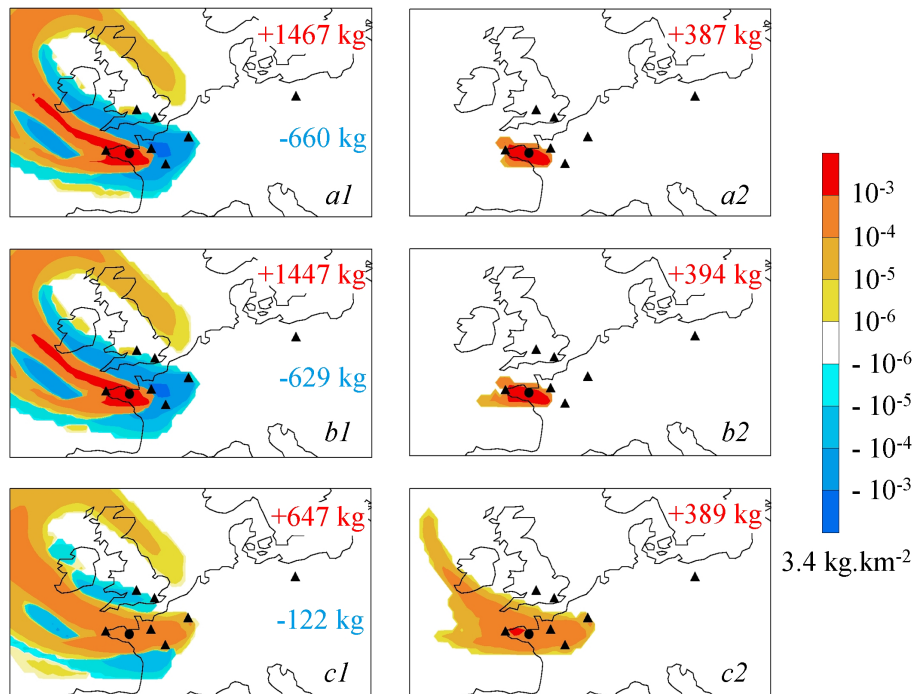 +1467 kg
-660 kg
a1
+387 kg
a2
+1447 kg
-629 kg
b1
+394 kg
b2
+647 kg
-122 kg
c1
+389 kg
c2
10⁻³
10⁻⁴
10⁻⁵
10⁻⁶
- 10⁻⁶
- 10⁻⁵
- 10⁻⁴
- 10⁻³
3.4 kg.km⁻²